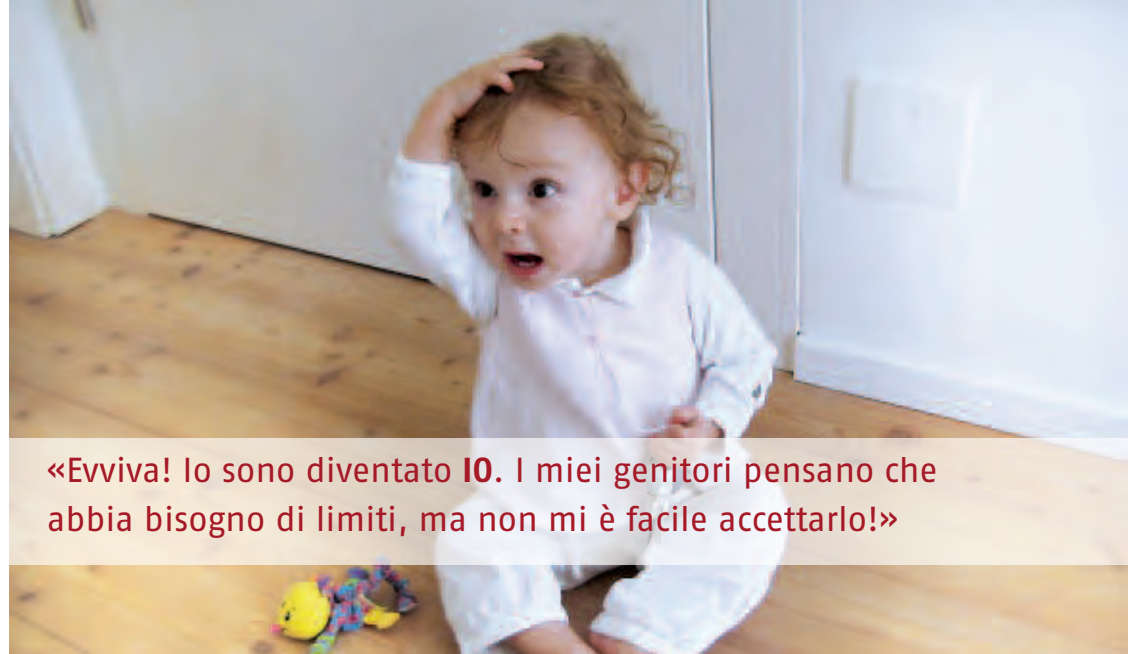 «Evviva! Io sono diventato IO. I miei genitori pensano che
abbia bisogno di limiti, ma non mi è facile accettarlo!»